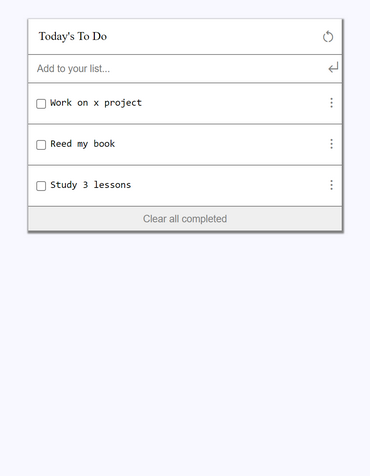 Today's To Do
Add to your list...
Work on x project
Reed my book
Study 3 lessons
Clear all completed